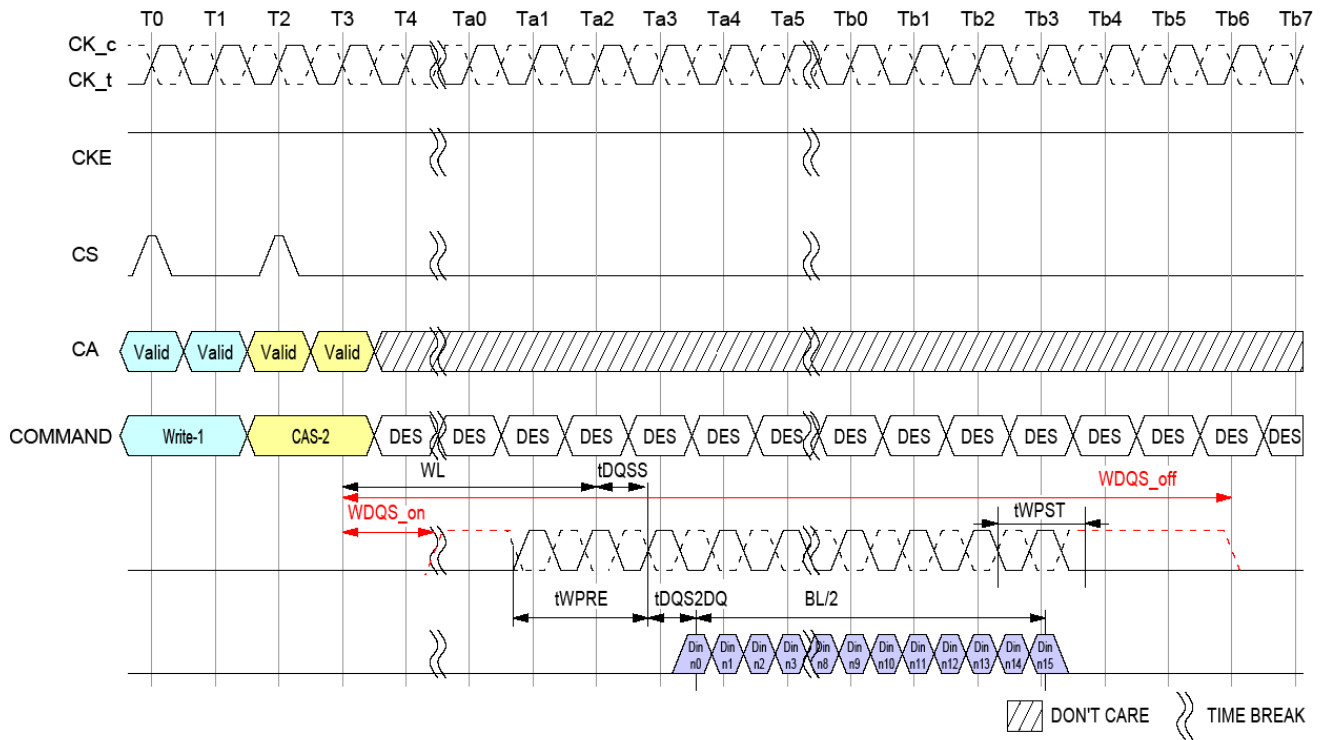 T0 T1 T2 T3 T4 Ta0 Ta1 Ta2 Ta3 Ta4 Ta5 Tb0 Tb1 Tb2 Tb3 Tb4 Tb5 Tb6 Tb7
CK_c
CK_t
CKE
CS
CA Valid Valid Valid Valid
COMMAND Write-1 CAS-2 DES DES DES DES DES DES DES DES DES DES DES DES DES DES DES
WL tDQSS WDQS_off
WDQS_on tWPST
tWPRE tDQS2DQ BL/2
Din Din Din Din Din Din Din Din Din Din Din Din
n0 n1 n2 n3 n8 n9 n10 n11 n12 n13 n14 n15
DON'T CARE TIME BREAK